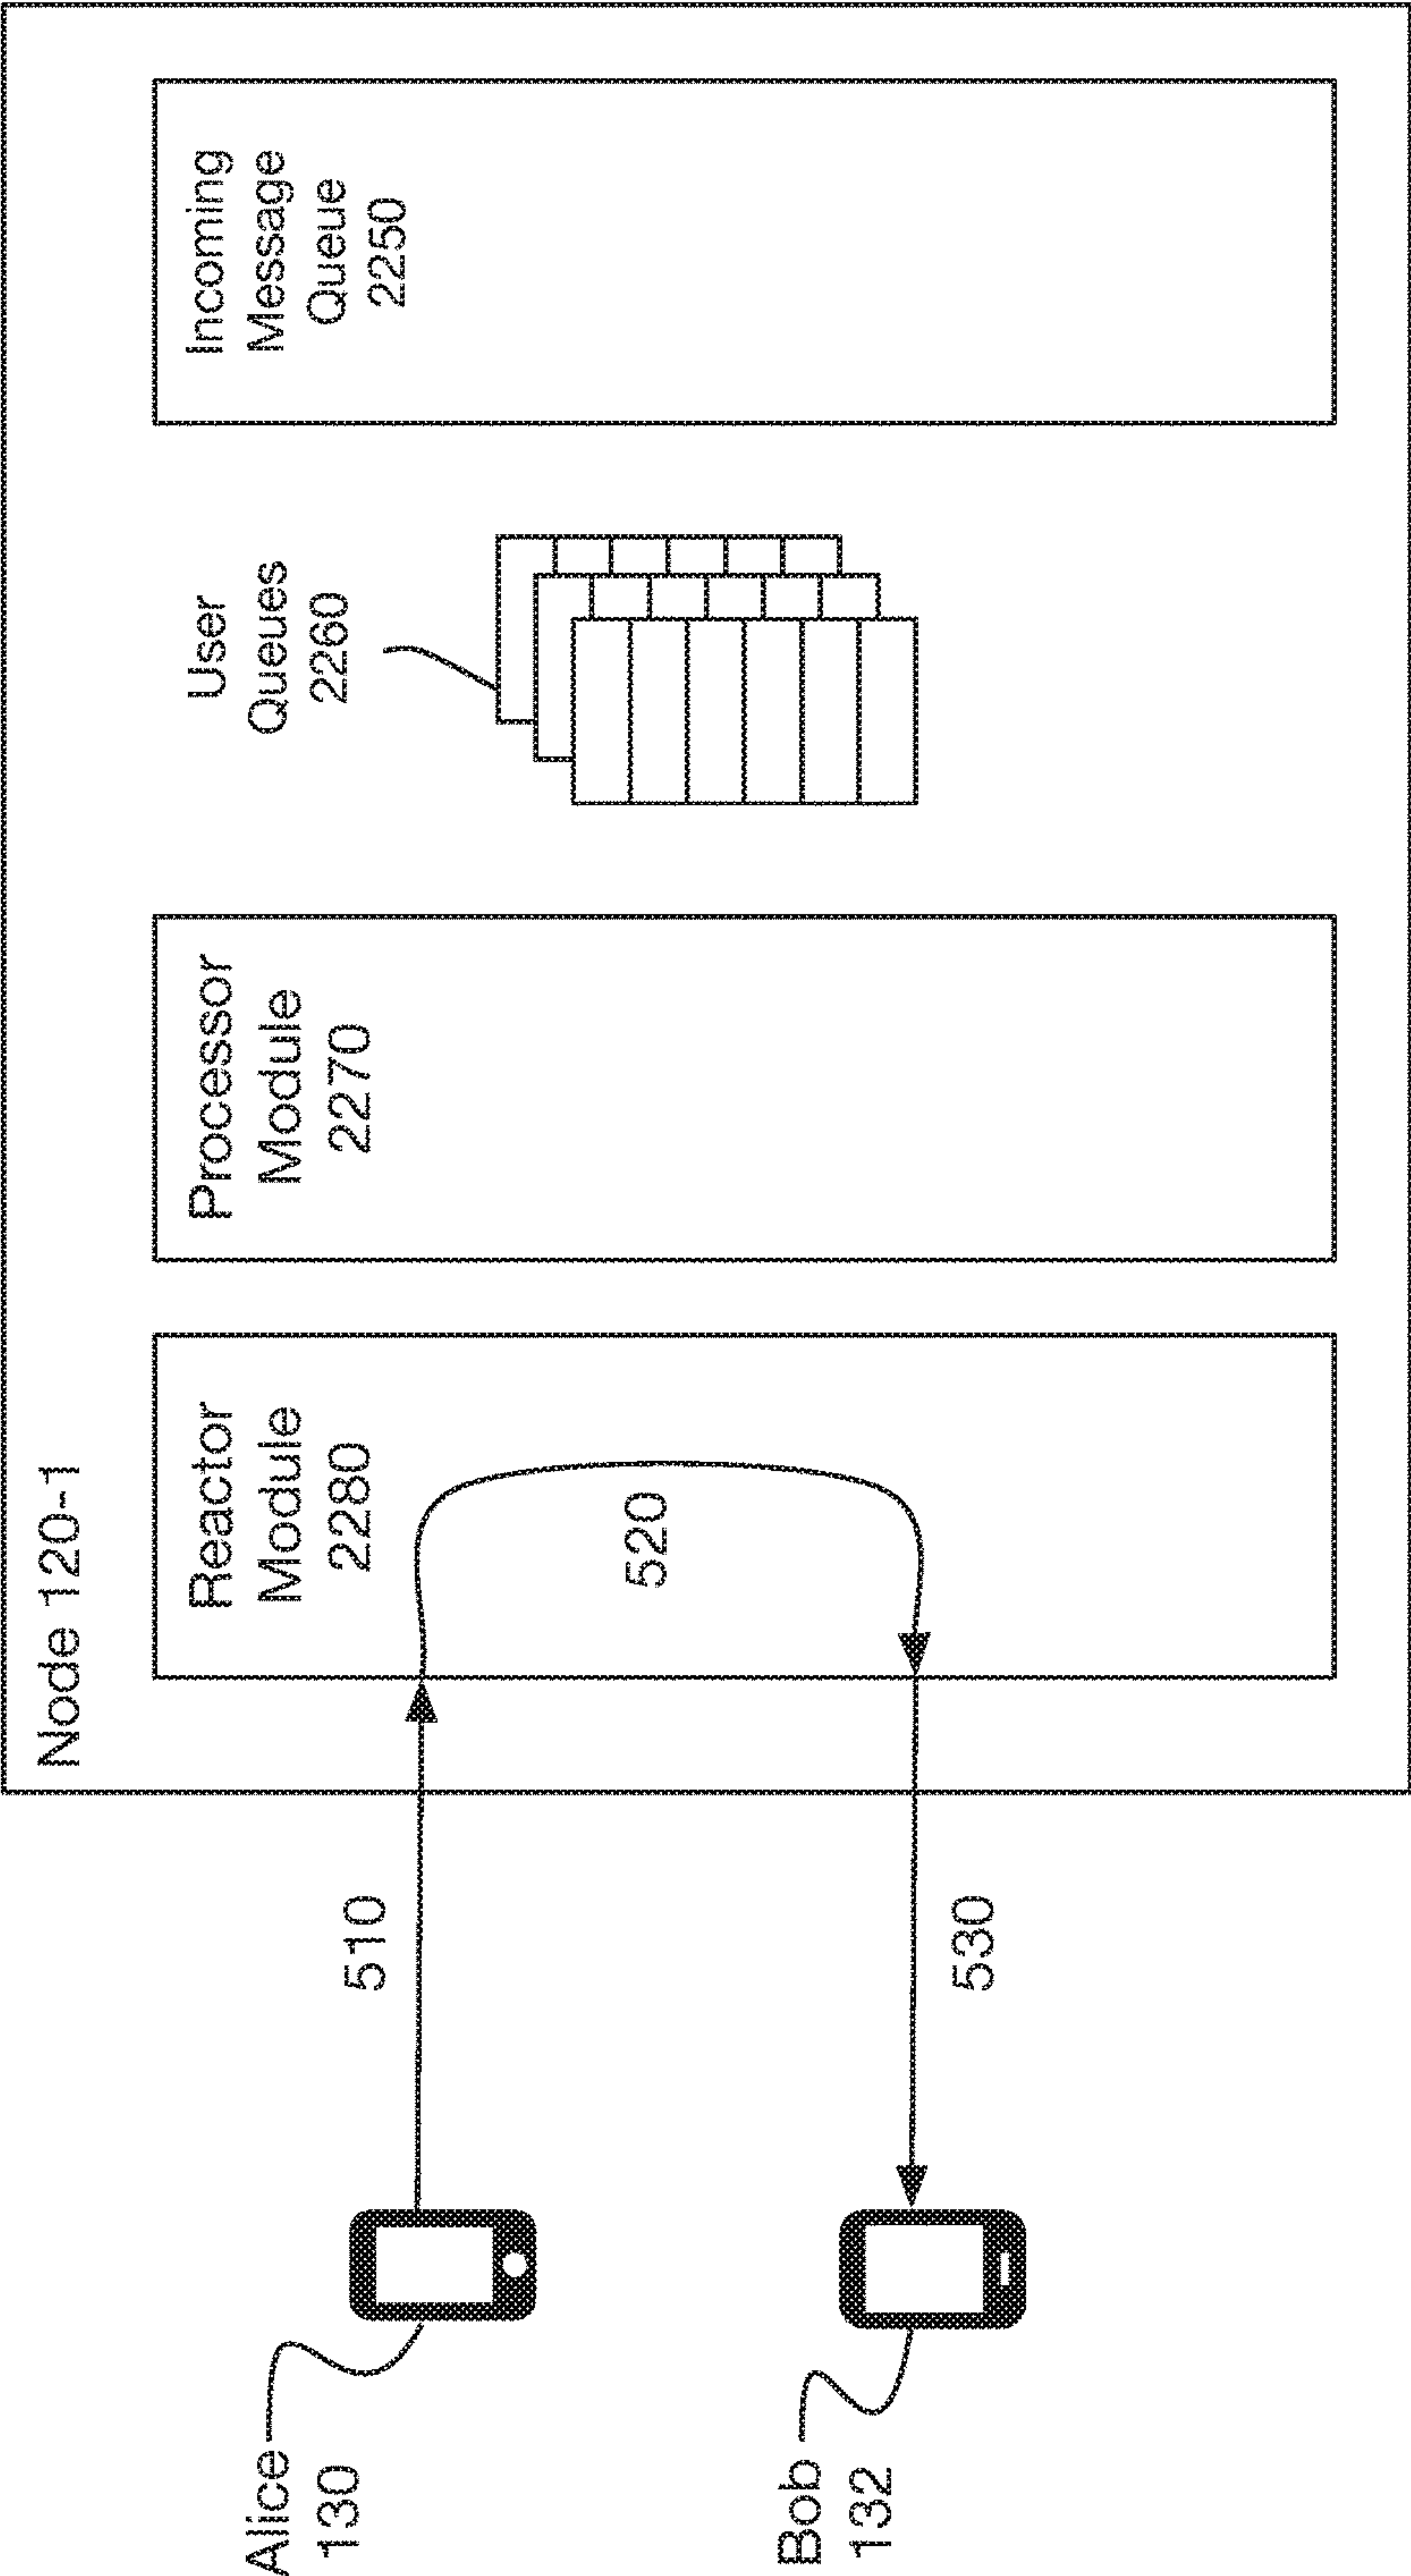 Node 120-1
Reactor
Module
2280
Processor
Module
2270
User
Queues
2260
Incoming
Message
Queue
2250
Alice
130
510
520
Bob
132
530